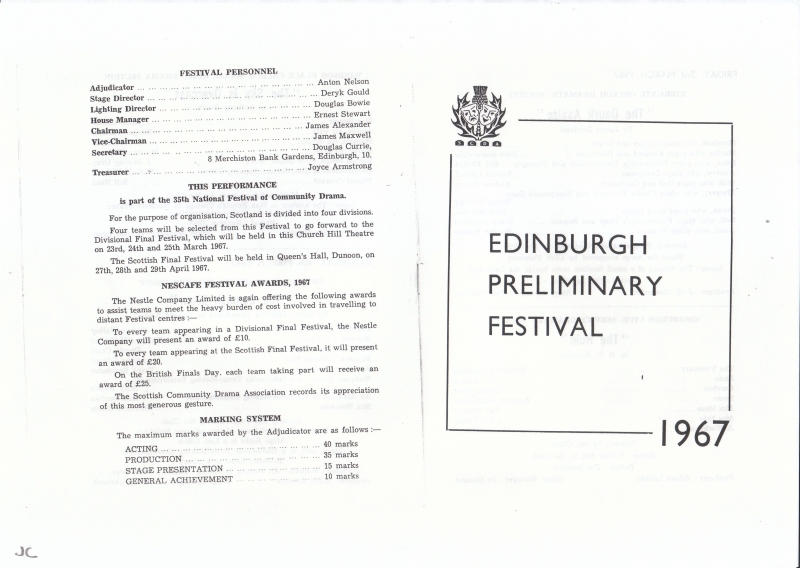 FESTIVAL PERSONNEL
Adjudicator ... Anton Nelson
Stage Director ... Deryk Gould
Lighting Director ... Douglas Bowie
House Manager ... Ernest Stewart
Chairman ... James Alexander
Vice-Chairman ... James Maxwell
Secretary ... Douglas Currie,
8 Merchiston Bank Gardens, Edinburgh, 10.
Treasurer ... Joyce Armstrong
THIS PERFORMANCE
is part of the 35th National Festival of Community Drama.
For the purpose of organisation, Scotland is divided into four divisions.
Four teams will be selected from this Festival to go forward to the
Divisional Final Festival, which will be held in this Church Hill Theatre
on 23rd, 24th and 25th March 1967.
The Scottish Final Festival will be held in Queen's Hall, Dunoon, on
27th, 28th and 29th April 1967.
NESCAFE FESTIVAL AWARDS, 1967
The Nestle Company Limited is again offering the following awards
to assist teams to meet the heavy burden of cost involved in travelling to
distant Festival centres :—
To every team appearing in a Divisional Final Festival, the Nestle
Company will present an award of £10.
To every team appearing at the Scottish Final Festival, it will present
an award of £20.
On the British Finals Day, each team taking part will receive an
award of £25.
The Scottish Community Drama Association records its appreciation
of this most generous gesture.
MARKING SYSTEM
The maximum marks awarded by the Adjudicator are as follows :—
ACTING ... 40 marks
PRODUCTION ... 35 marks
STAGE PRESENTATION ... 15 marks
GENERAL ACHIEVEMENT ... 10 marks
JC
SCDA
EDINBURGH
PRELIMINARY
FESTIVAL
1967